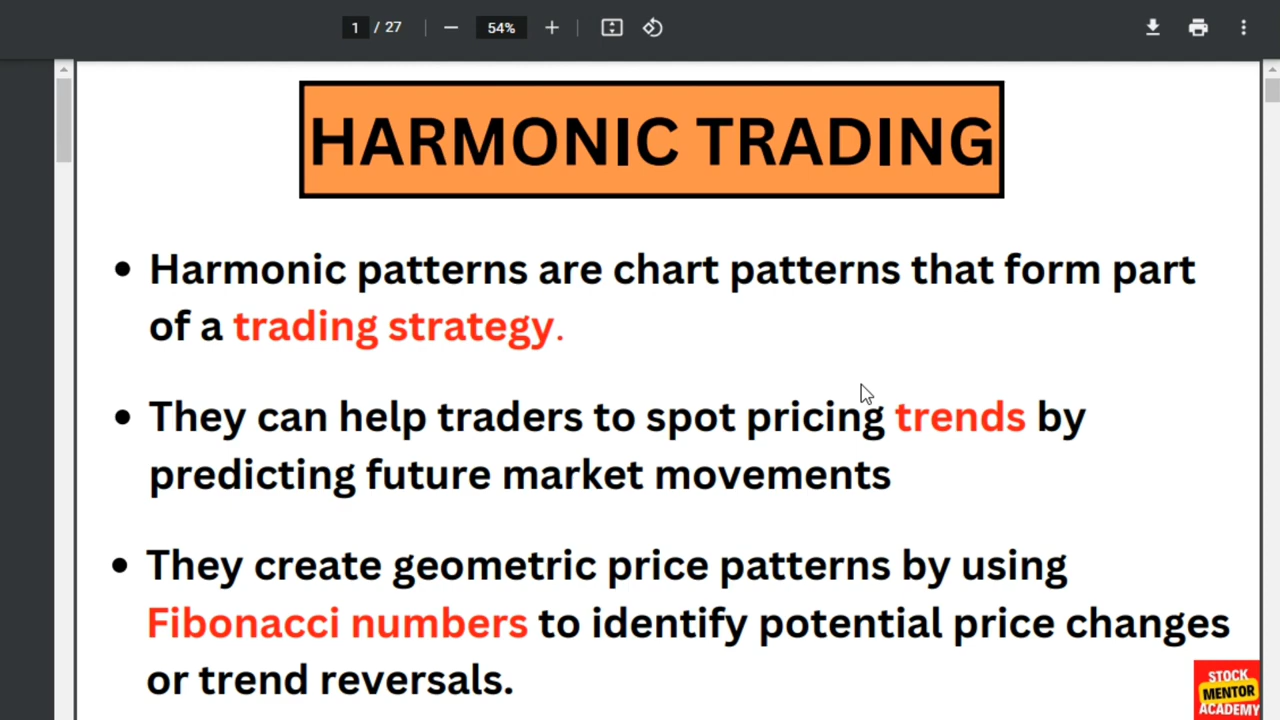 1 / 27
54%
HARMONIC TRADING
• Harmonic patterns are chart patterns that form part
of a trading strategy.
• They can help traders to spot pricing trends by
predicting future market movements
• They create geometric price patterns by using
Fibonacci numbers to identify potential price changes
or trend reversals.
STOCK
MENTOR
ACADEMY